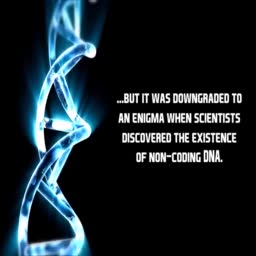 ...BUT IT WAS DOWNGRADED TO
AN ENIGMA WHEN SCIENTISTS
DISCOVERED THE EXISTENCE
OF NON-CODING DNA.